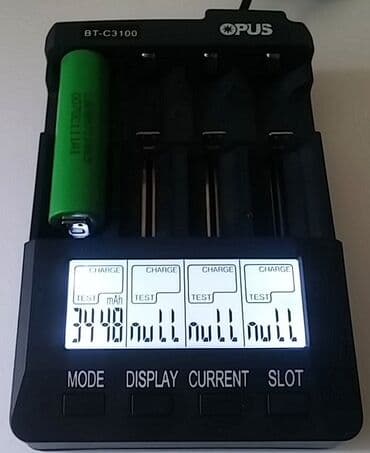 BT-C3100 OPUS
CHARGE CHARGE CHARGE CHARGE
TEST mAh TEST TEST TEST
3448 null null null
MODE DISPLAY CURRENT SLOT